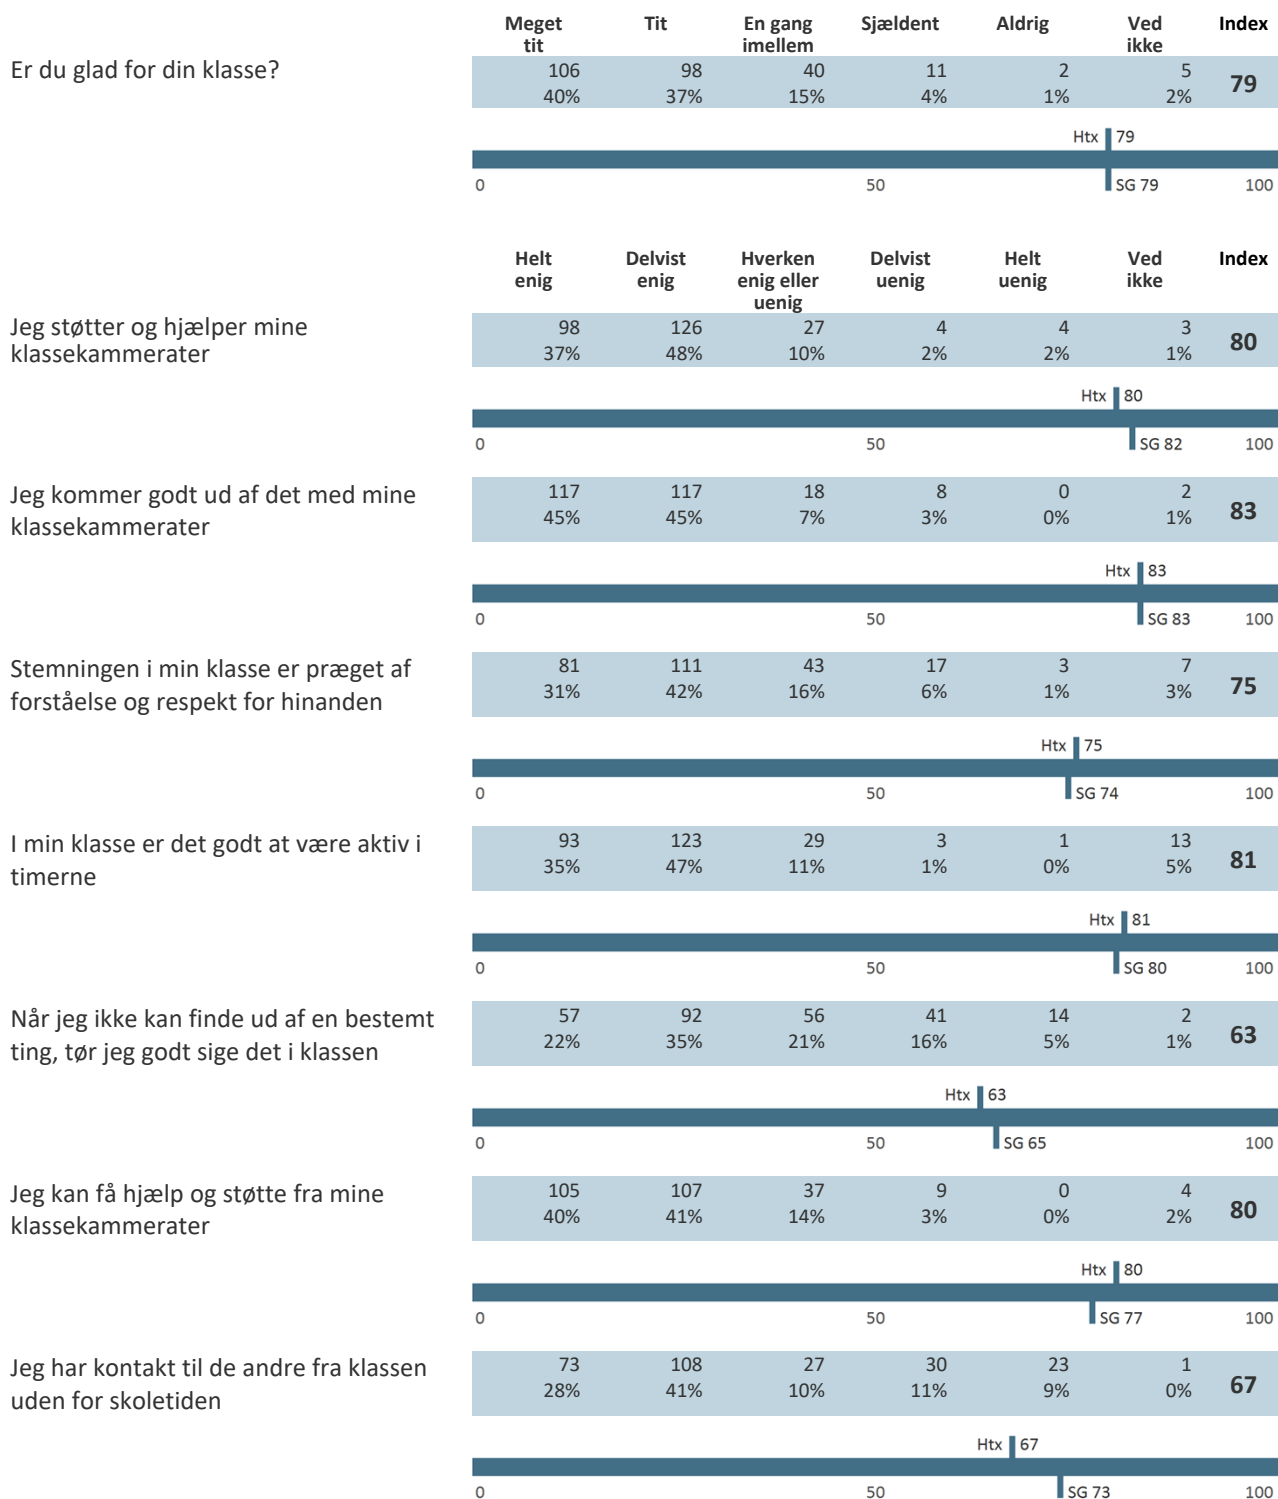 Meget Tit En gang Sjældent Aldrig Ved Index
tit imellem ikke
Er du glad for din klasse?
106 98 40 11 2 5 79
40% 37% 15% 4% 1% 2%
Htx 79
0 50 SG 79 100
Helt Delvist Hverken Delvist Helt Ved Index
enig enig enig eller uenig uenig ikke
uenig
Jeg støtter og hjælper mine
klassekammerater
98 126 27 4 4 3 80
37% 48% 10% 2% 2% 1%
Htx 80
0 50 SG 82 100
Jeg kommer godt ud af det med mine
klassekammerater
117 117 18 8 0 2 83
45% 45% 7% 3% 0% 1%
Htx 83
0 50 SG 83 100
Stemningen i min klasse er præget af
forståelse og respekt for hinanden
81 111 43 17 3 7 75
31% 42% 16% 6% 1% 3%
Htx 75
0 50 SG 74 100
I min klasse er det godt at være aktiv i
timerne
93 123 29 3 1 13 81
35% 47% 11% 1% 0% 5%
Htx 81
0 50 SG 80 100
Når jeg ikke kan finde ud af en bestemt
ting, tør jeg godt sige det i klassen
57 92 56 41 14 2 63
22% 35% 21% 16% 5% 1%
Htx 63
0 50 SG 65 100
Jeg kan få hjælp og støtte fra mine
klassekammerater
105 107 37 9 0 4 80
40% 41% 14% 3% 0% 2%
Htx 80
0 50 SG 77 100
Jeg har kontakt til de andre fra klassen
uden for skoletiden
73 108 27 30 23 1 67
28% 41% 10% 11% 9% 0%
Htx 67
0 50 SG 73 100